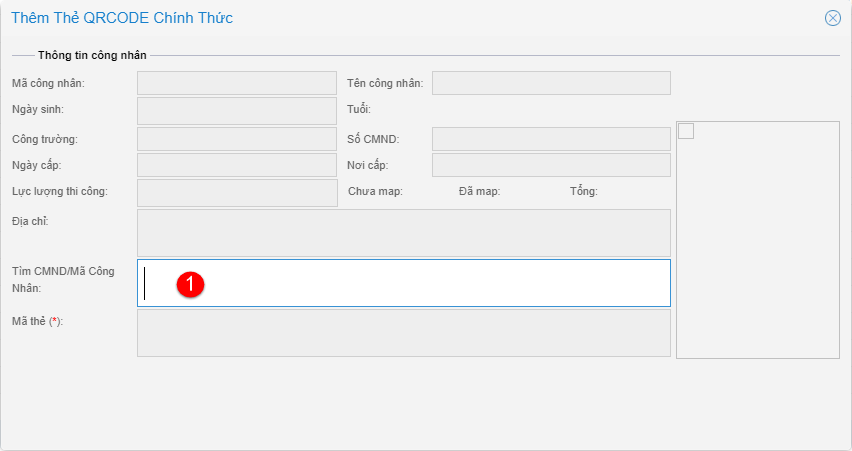 Thêm Thẻ QRCODE Chính Thức
Thông tin công nhân
Mã công nhân: Tên công nhân:
Ngày sinh: Tuổi:
Công trường: Số CMND:
Ngày cấp: Nơi cấp:
Lực lượng thi công: Chưa map: Đã map: Tổng:
Địa chỉ:
Tìm CMND/Mã Công
Nhân:
1
Mã thẻ (*):